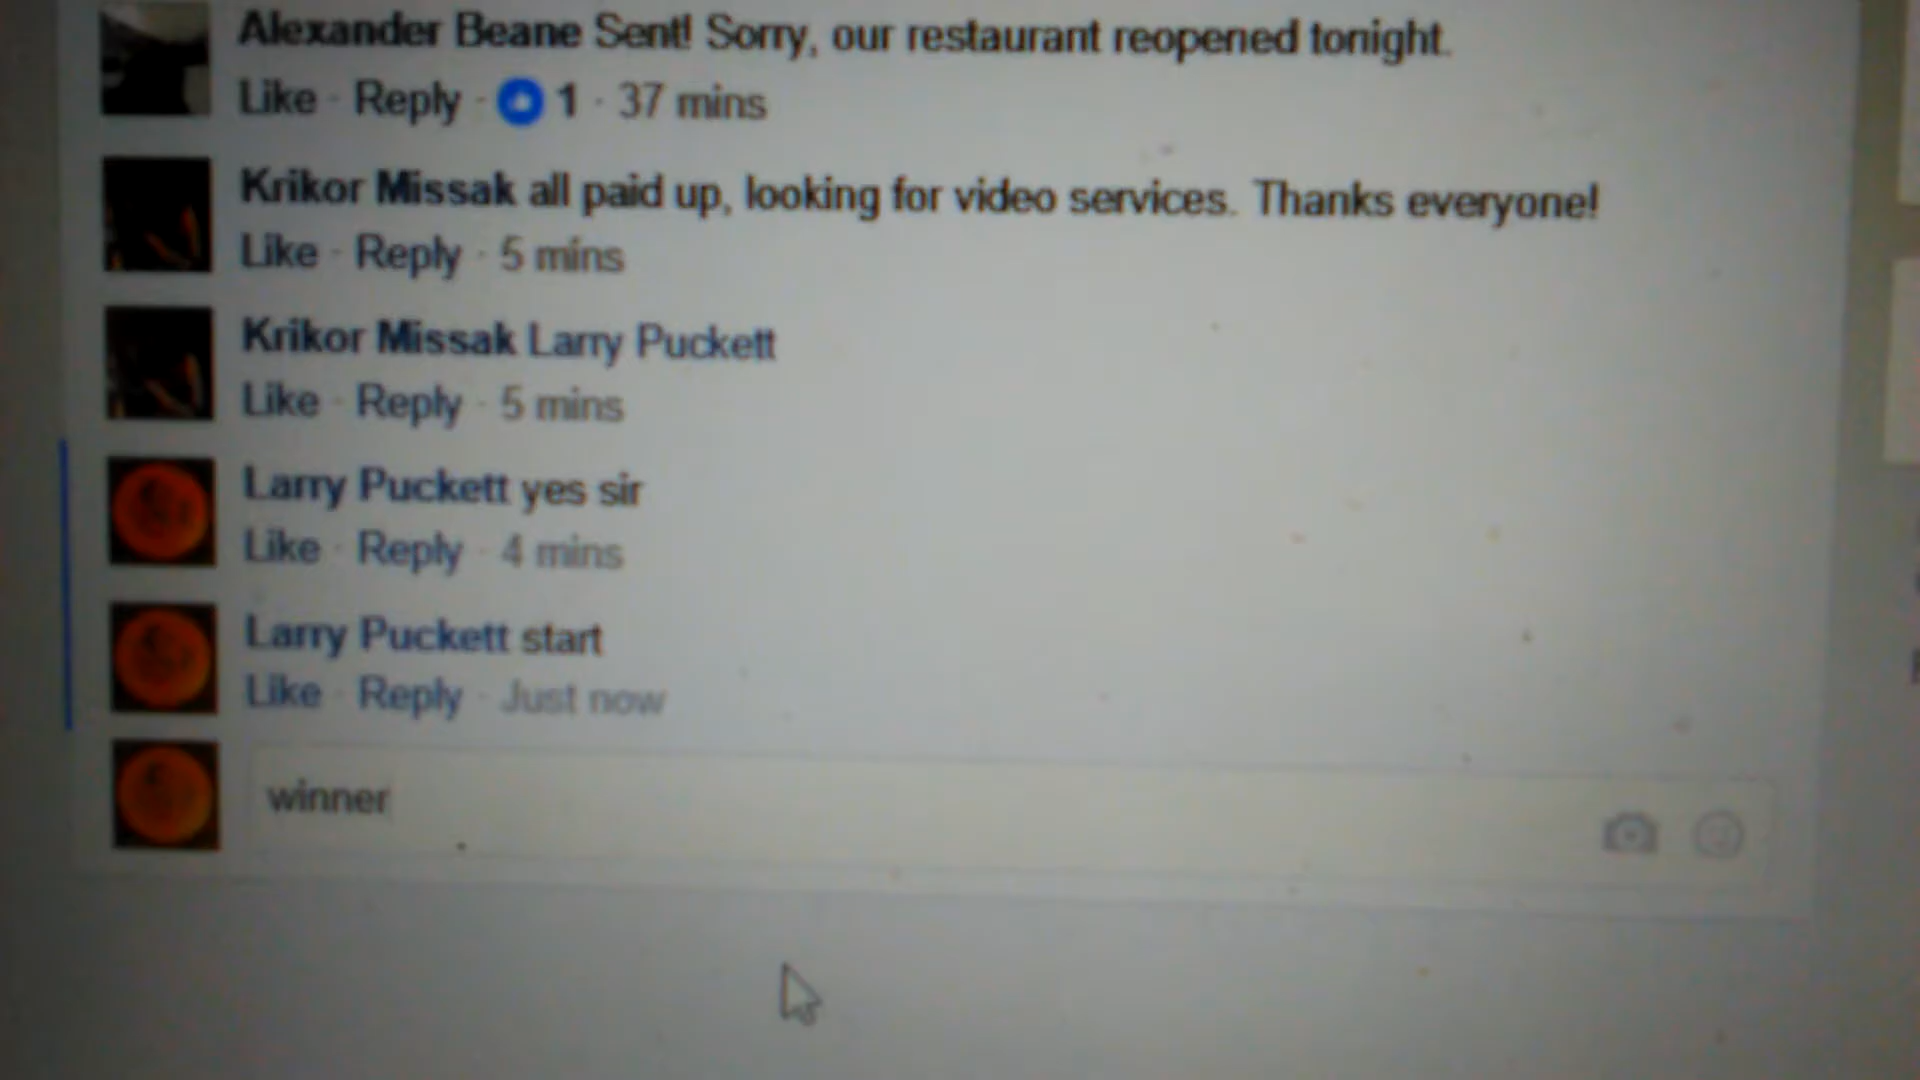 Alexander Beane Sent! Sorry, our restaurant reopened tonight.
Like · Reply · 1 · 37 mins
Krikor Missak all paid up, looking for video services. Thanks everyone!
Like · Reply · 5 mins
Krikor Missak Larry Puckett
Like · Reply · 5 mins
Larry Puckett yes sir
Like · Reply · 4 mins
Larry Puckett start
Like · Reply · Just now
winner